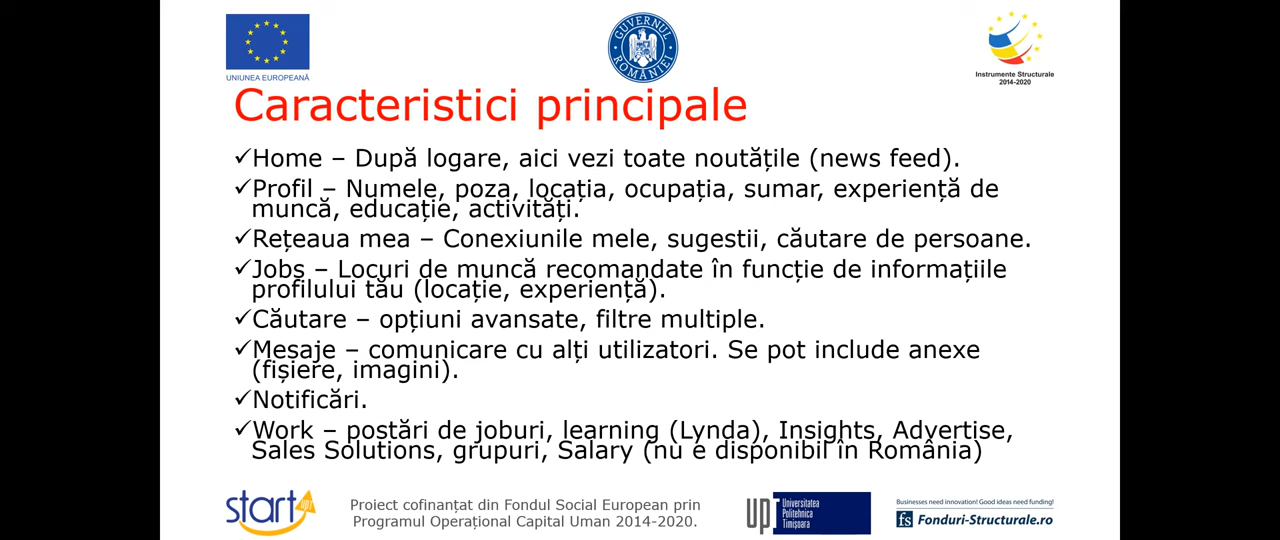 UNIUNEA EUROPEANĂ
GUVERNUL ROMÂNIEI
Instrumente Structurale
2014-2020
Caracteristici principale
✓Home – După logare, aici vezi toate noutățile (news feed).
✓Profil – Numele, poza, locația, ocupația, sumar, experiență de
muncă, educație, activități.
✓Rețeaua mea – Conexiunile mele, sugestii, căutare de persoane.
✓Jobs – Locuri de muncă recomandate în funcție de informațiile
profilului tău (locație, experiență).
✓Căutare – opțiuni avansate, filtre multiple.
✓Mesaje – comunicare cu alți utilizatori. Se pot include anexe
(fișiere, imagini).
✓Notificări.
✓Work – postări de joburi, learning (Lynda), Insights, Advertise,
Sales Solutions, grupuri, Salary (nu e disponibil în România)
start upt
Proiect cofinanțat din Fondul Social European prin
Programul Operațional Capital Uman 2014-2020.
UPT
Universitatea
Politehnica
Timișoara
Businesses need innovation! Good ideas need funding!
fs Fonduri-Structurale.ro